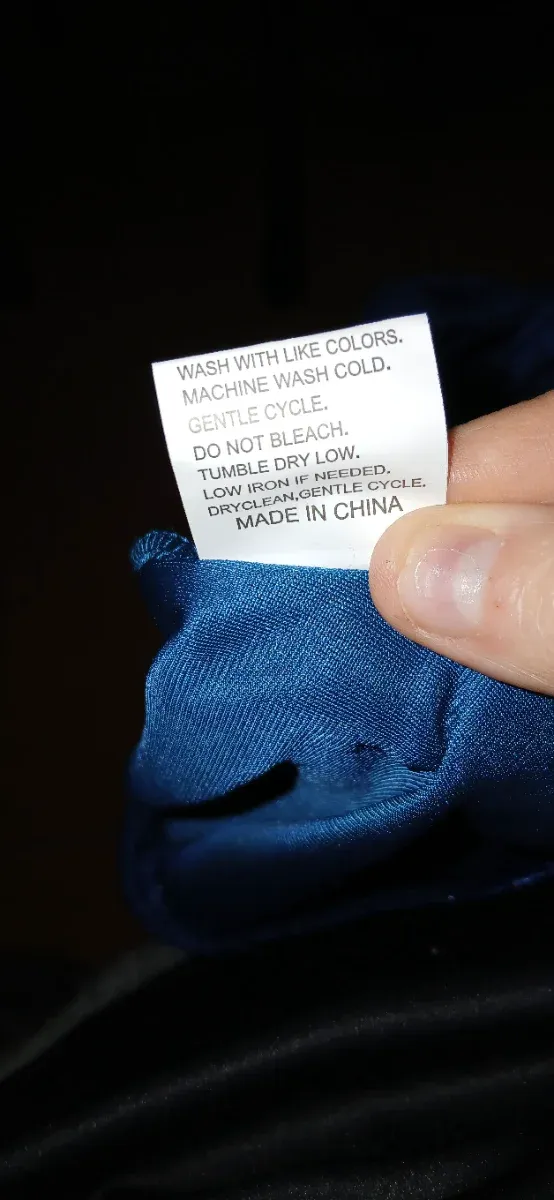 WASH WITH LIKE COLORS.
MACHINE WASH COLD.
GENTLE CYCLE.
DO NOT BLEACH.
TUMBLE DRY LOW.
LOW IRON IF NEEDED.
DRYCLEAN,GENTLE CYCLE.
MADE IN CHINA